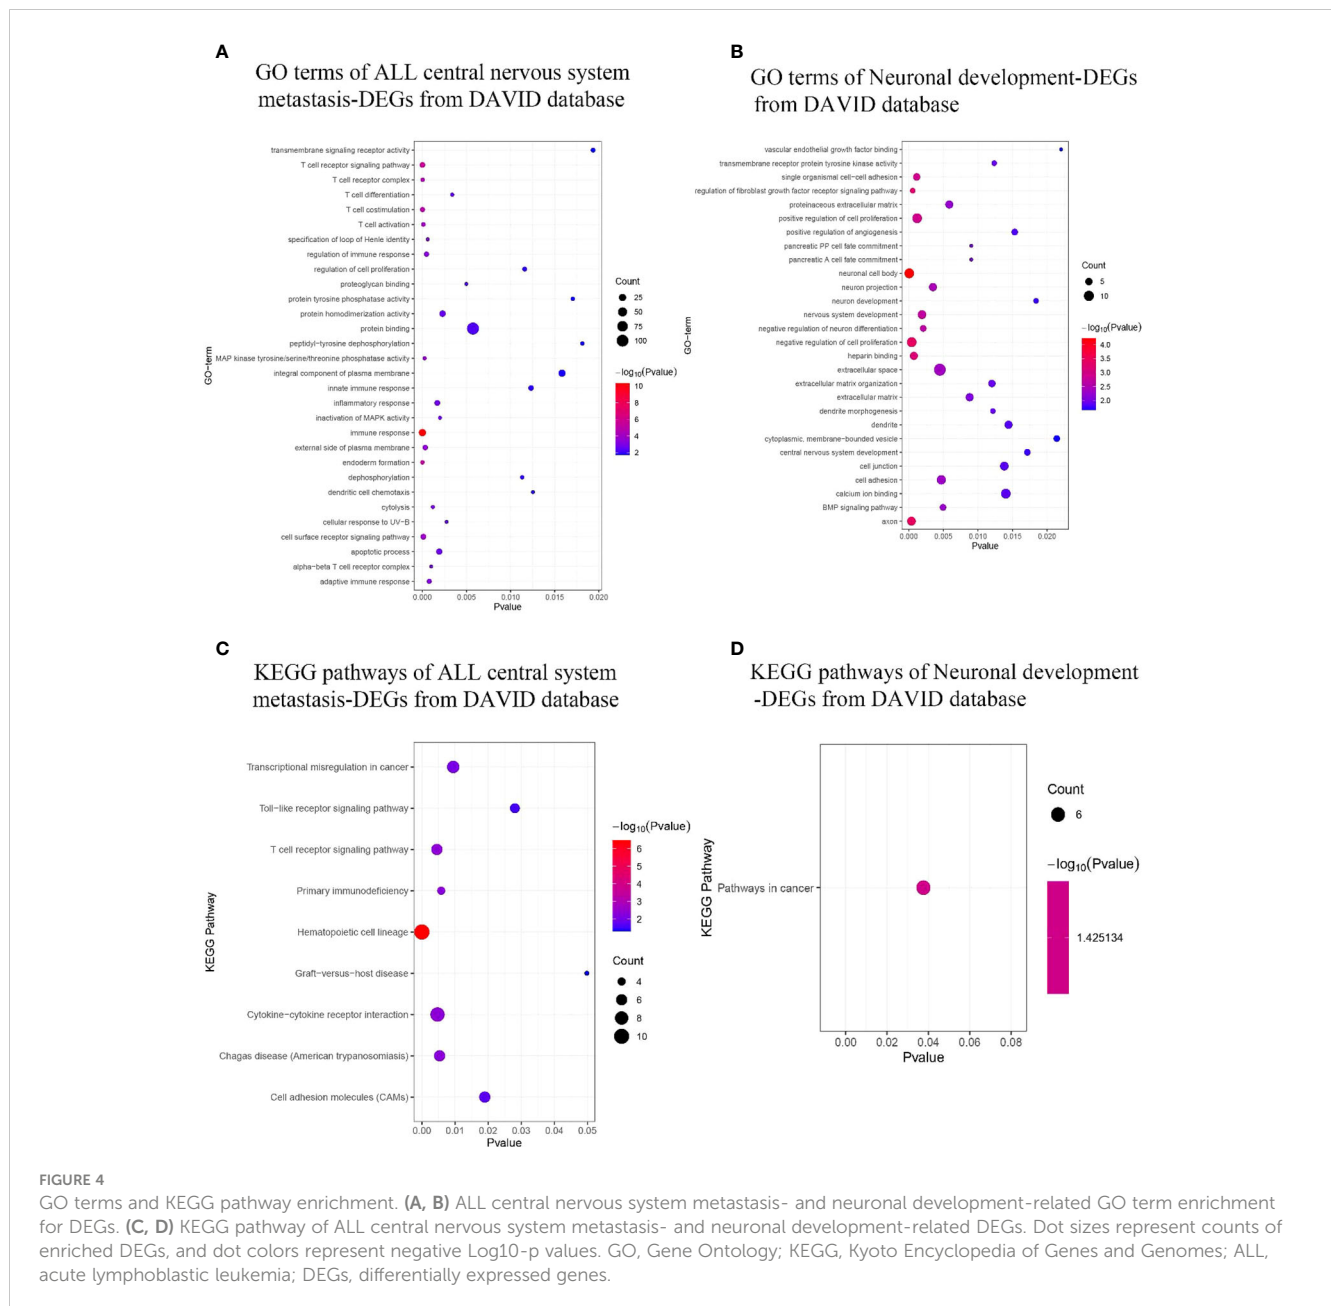 A
GO terms of ALL central nervous system
metastasis-DEGs from DAVID database
GO-term
transmembrane signaling receptor activity
T cell receptor signaling pathway
T cell receptor complex
T cell differentiation
T cell costimulation
T cell activation
specification of loop of Henle identity
regulation of immune response
regulation of cell proliferation
proteoglycan binding
protein tyrosine phosphatase activity
protein homodimerization activity
protein binding
peptidyl-tyrosine dephosphorylation
MAP kinase tyrosine/serine/threonine phosphatase activity
integral component of plasma membrane
innate immune response
inflammatory response
inactivation of MAPK activity
immune response
external side of plasma membrane
endoderm formation
dephosphorylation
dendritic cell chemotaxis
cytolysis
cellular response to UV-B
cell surface receptor signaling pathway
apoptotic process
alpha-beta T cell receptor complex
adaptive immune response
0.000 0.005 0.010 0.015 0.020
Pvalue
Count
25
50
75
100
−log10(Pvalue)
10
8
6
4
2
B
GO terms of Neuronal development-DEGs
from DAVID database
GO-term
vascular endothelial growth factor binding
transmembrane receptor protein tyrosine kinase activity
single organismal cell-cell adhesion
regulation of fibroblast growth factor receptor signaling pathway
proteinaceous extracellular matrix
positive regulation of cell proliferation
positive regulation of angiogenesis
pancreatic PP cell fate commitment
pancreatic A cell fate commitment
neuronal cell body
neuron projection
neuron development
nervous system development
negative regulation of neuron differentiation
negative regulation of cell proliferation
heparin binding
extracellular space
extracellular matrix organization
extracellular matrix
dendrite morphogenesis
dendrite
cytoplasmic, membrane-bounded vesicle
central nervous system development
cell junction
cell adhesion
calcium ion binding
BMP signaling pathway
axon
0.000 0.005 0.010 0.015 0.020
Pvalue
Count
5
10
−log10(Pvalue)
4.0
3.5
3.0
2.5
2.0
C
KEGG pathways of ALL central system
metastasis-DEGs from DAVID database
KEGG Pathway
Transcriptional misregulation in cancer
Toll−like receptor signaling pathway
T cell receptor signaling pathway
Primary immunodeficiency
Hematopoietic cell lineage
Graft−versus−host disease
Cytokine−cytokine receptor interaction
Chagas disease (American trypanosomiasis)
Cell adhesion molecules (CAMs)
0.00 0.01 0.02 0.03 0.04 0.05
Pvalue
−log10(Pvalue)
6
5
4
3
2
Count
4
6
8
10
D
KEGG pathways of Neuronal development
-DEGs from DAVID database
KEGG Pathway
Pathways in cancer
0.00 0.02 0.04 0.06 0.08
Pvalue
Count
6
−log10(Pvalue)
1.425134
FIGURE 4
GO terms and KEGG pathway enrichment. (A, B) ALL central nervous system metastasis- and neuronal development-related GO term enrichment
for DEGs. (C, D) KEGG pathway of ALL central nervous system metastasis- and neuronal development-related DEGs. Dot sizes represent counts of
enriched DEGs, and dot colors represent negative Log10-p values. GO, Gene Ontology; KEGG, Kyoto Encyclopedia of Genes and Genomes; ALL,
acute lymphoblastic leukemia; DEGs, differentially expressed genes.